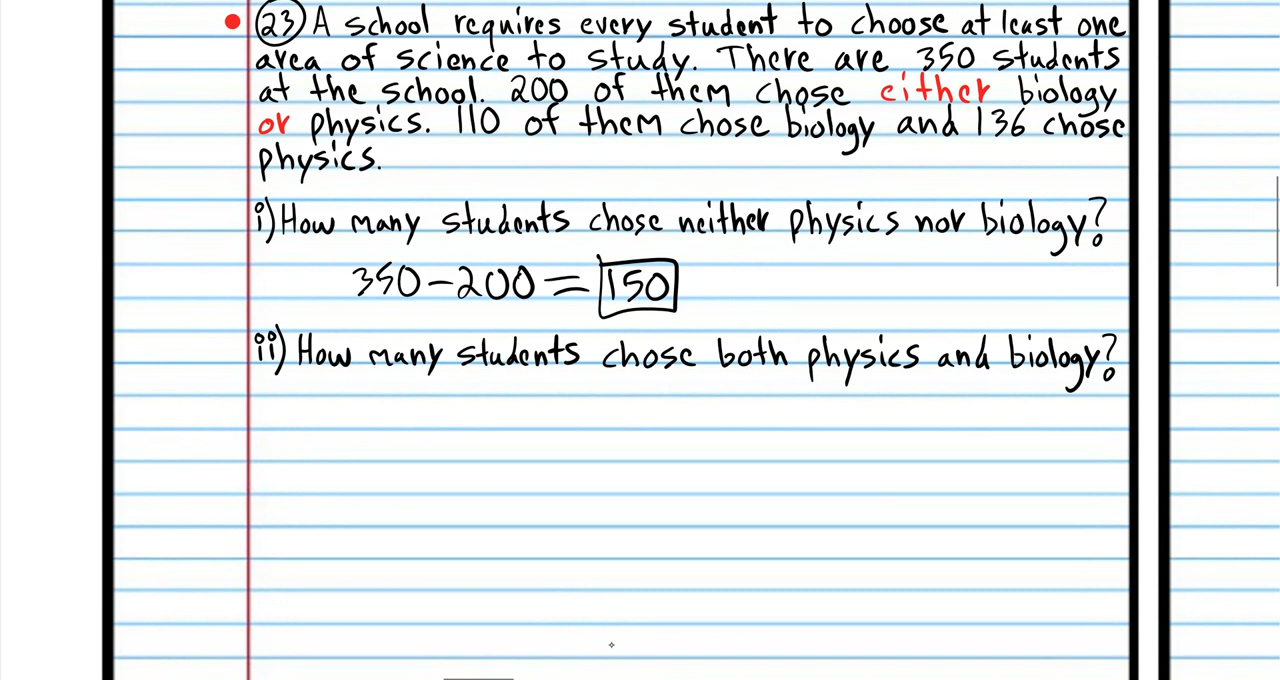 23) A school requires every student to choose at least one
area of science to study. There are 350 students
at the school. 200 of them chose either biology
or physics. 110 of them chose biology and 136 chose
physics.
i) How many students chose neither physics nor biology?
350-200=150
ii) How many students chose both physics and biology?